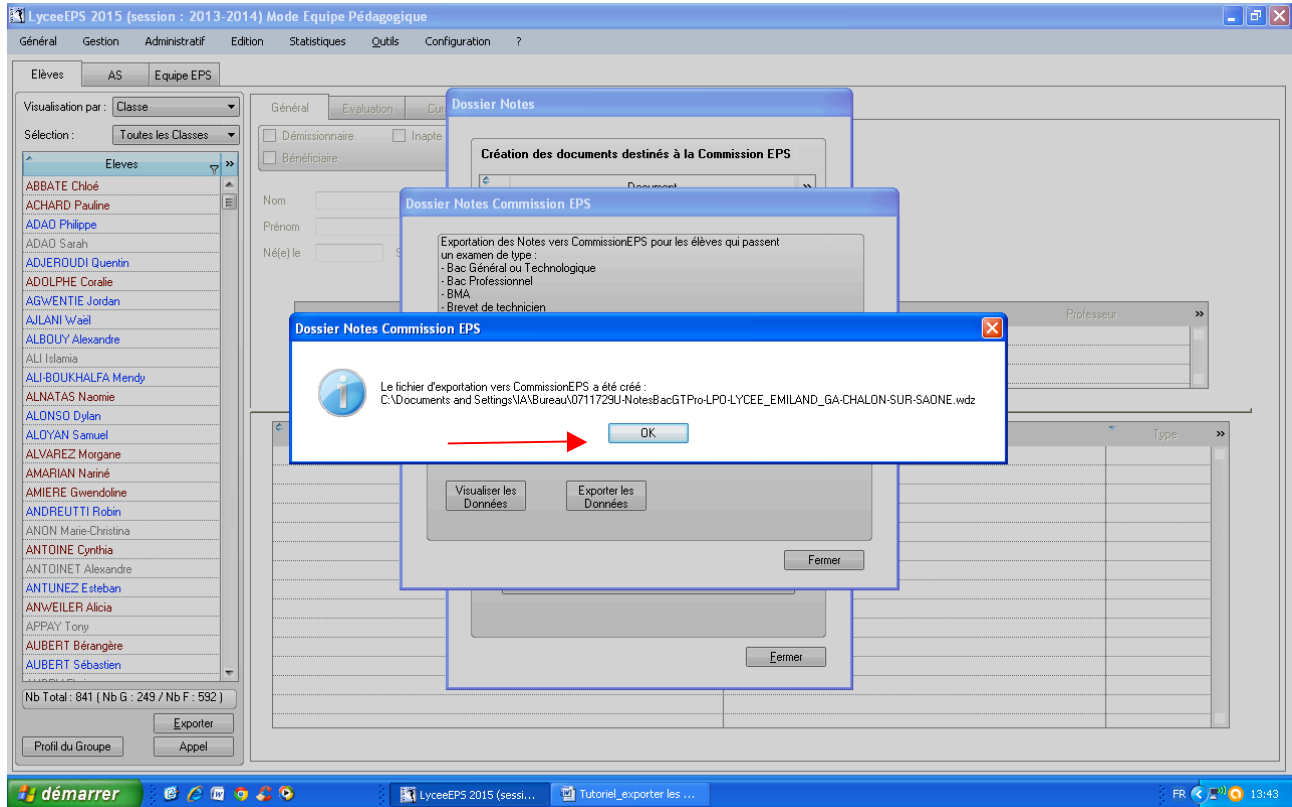 LyceeEPS 2015 (session : 2013-2014) Mode Equipe Pédagogique
Général Gestion Administratif Edition Statistiques Outils Configuration ?
Elèves AS Equipe EPS
Visualisation par : Classe
Sélection : Toutes les Classes
Eleves
ABBATE Chloé
ACHARD Pauline
ADAO Philippe
ADAO Sarah
ADJEROUDI Quentin
ADOLPHE Coralie
AGWENTIE Jordan
AJLANI Waël
ALBOUY Alexandre
ALI Islamia
ALI-BOUKHALFA Mendy
ALNATAS Naomie
ALONSO Dylan
ALOYAN Samuel
ALVAREZ Morgane
AMARIAN Nariné
AMIERE Gwendoline
ANDREUTTI Robin
ANON Marie-Christina
ANTOINE Cynthia
ANTOINET Alexandre
ANTUNEZ Esteban
ANWEILER Alicia
APPAY Tony
AUBERT Bérangère
AUBERT Sébastien
Nb Total : 841 ( Nb G : 249 / Nb F : 592 )
Exporter
Profil du Groupe Appel
Général Evaluation Cur
Démissionnaire Inapte
Bénéficiaire
Nom
Prénom
Né(e) le S
Professeur
Type
Dossier Notes
Création des documents destinés à la Commission EPS
Document
Dossier Notes Commission EPS
Exportation des Notes vers CommissionEPS pour les élèves qui passent
un examen de type :
- Bac Général ou Technologique
- Bac Professionnel
- BMA
- Brevet de technicien
Dossier Notes Commission EPS
Le fichier d'exportation vers CommissionEPS a été créé :
C:\Documents and Settings\IA\Bureau\0711729U-NotesBacGTPro-LPO-LYCEE_EMILAND_GA-CHALON-SUR-SAONE.wdz
OK
Visualiser les
Données
Exporter les
Données
Fermer
Fermer
démarrer LyceeEPS 2015 (sessi... Tutoriel_exporter les ... FR 13:43